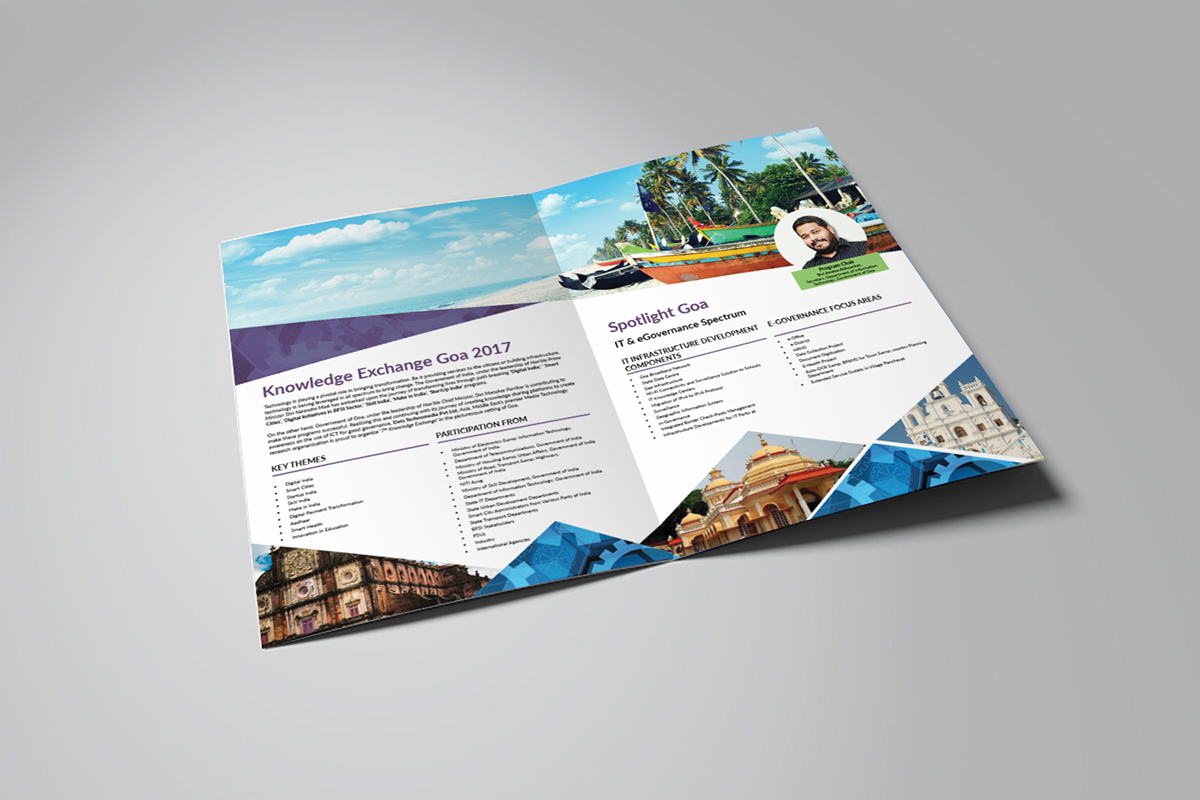 Knowledge Exchange Goa 2017
Technology is playing a pivotal role in bringing transformation. Be it providing services to the citizens or building infrastructure,
technology is being leveraged in all spectrum to bring change. The Government of India, under the leadership of Hon'ble Prime
Minister Shri Narendra Modi has embarked upon the journey of transforming lives through path breaking 'Digital India,' 'Smart
Cities', 'Digital Initiatives in BFSI Sector,' 'Skill India', 'Make in India', 'StartUp India' programs.
On the other hand, Government of Goa, under the leadership of Hon'ble Chief Minister, Shri Manohar Parrikar is contributing to
make these programs successful. Realising this and continuing with its journey of creating knowledge sharing platforms to create
awareness on the use of ICT for good governance, Elets Technomedia Pvt Ltd, Asia, Middle East's premier Media Technology
research organisation is proud to organize Knowledge Exchange' in the picturesque setting of Goa.
KEY THEMES
Digital India
Smart Cities
Startup India
Skill India
Make in India
Digital Payment Transformation
Aadhaar
Smart Health
Innovation in Education
PARTICIPATION FROM
Ministry of Electronics &amp; Information Technology,
Government of India
Department of Telecommunications, Government of India
Ministry of Housing &amp; Urban Affairs, Government of India
Ministry of Road, Transport &amp; Highways,
Government of India
NITI Ayog
Ministry of Skill Development, Government of India
Department of Information Technology, Government of India
State IT Departments
State Urban Development Departments
Smart City Administrators from Various Parts of India
State Transport Departments
BFSI Stakeholders
PSUs
Industry
International Agencies
Program Chair
Secretary, Department of Information
Technology, Government of Goa
Spotlight Goa
IT & eGovernance Spectrum
IT INFRASTRUCTURE DEVELOPMENT
COMPONENTS
Goa Broadband Network
State Data Centre
Gov Infrastructure
Wi-Fi Connectivity and Surveillance Solution to Schools
IT Knowledge Centers
Migration of IPv4 to IPv6 Protocol
Surveillance
Geographic Information System
m-Governance
Integrated Border Check-Posts Management
Infrastructure Developments for IT Parks at
E-GOVERNANCE FOCUS AREAS
e-Office
e-District
Data Collection Project
Document Digitization
E-Health Project
for Town &amp; country Planning
Department
Extended Service Outlets in Village Panchayat